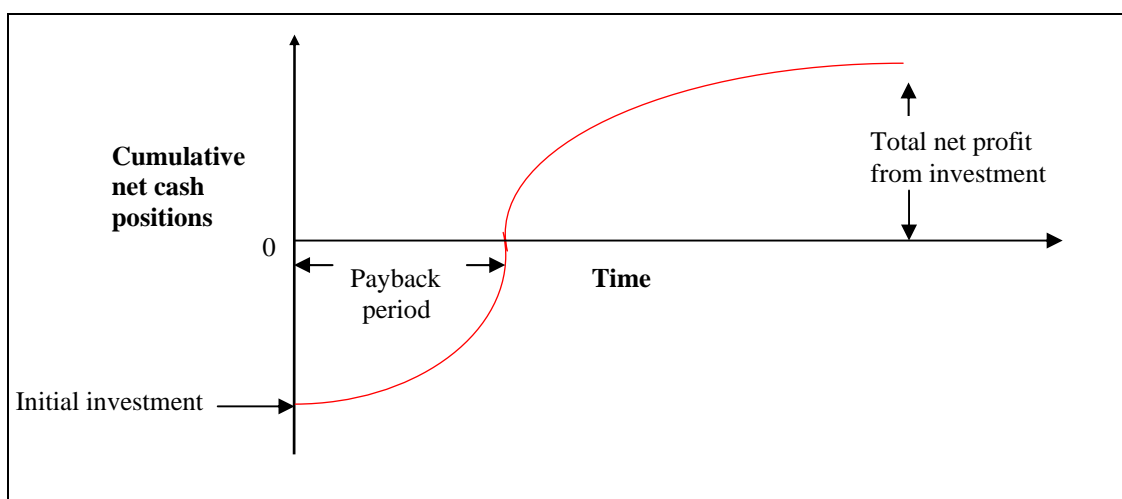 Cumulative
net cash
positions
Total net profit
from investment
0
Payback
period
Time
Initial investment